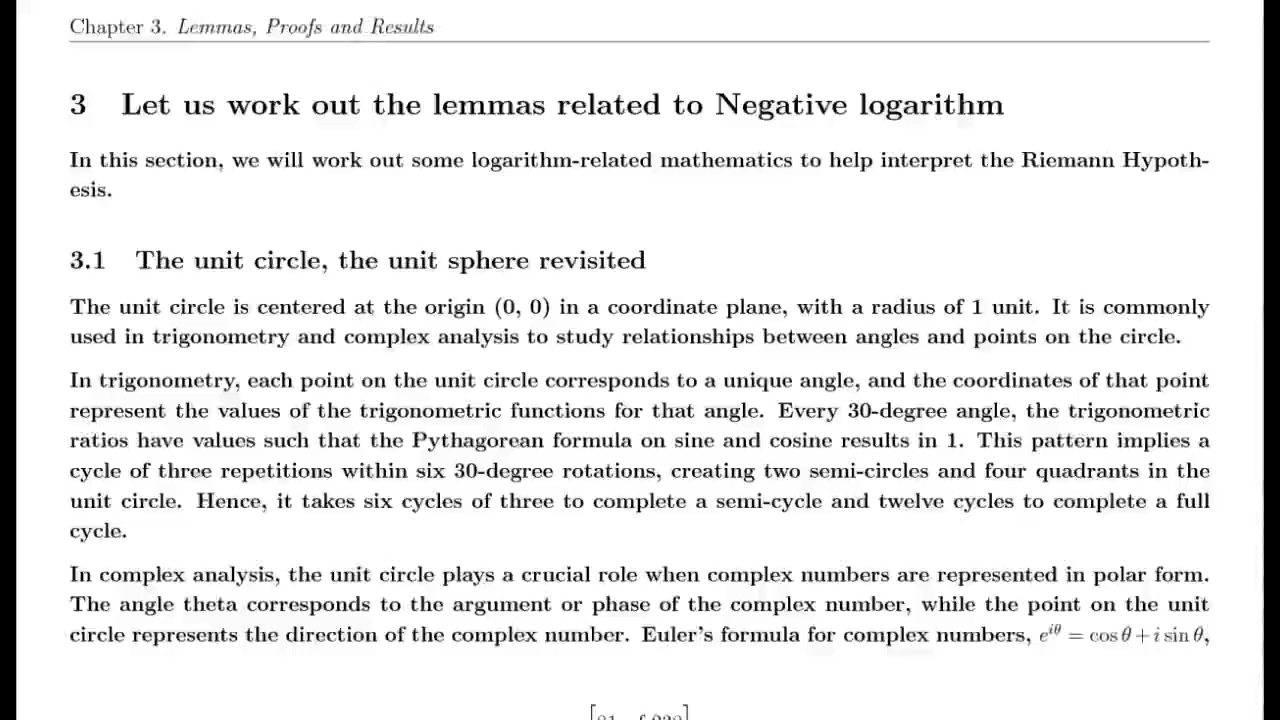 Chapter 3. Lemmas, Proofs and Results
3 Let us work out the lemmas related to Negative logarithm
In this section, we will work out some logarithm-related mathematics to help interpret the Riemann Hypoth-
esis.
3.1 The unit circle, the unit sphere revisited
The unit circle is centered at the origin (0, 0) in a coordinate plane, with a radius of 1 unit. It is commonly
used in trigonometry and complex analysis to study relationships between angles and points on the circle.
In trigonometry, each point on the unit circle corresponds to a unique angle, and the coordinates of that point
represent the values of the trigonometric functions for that angle. Every 30-degree angle, the trigonometric
ratios have values such that the Pythagorean formula on sine and cosine results in 1. This pattern implies a
cycle of three repetitions within six 30-degree rotations, creating two semi-circles and four quadrants in the
unit circle. Hence, it takes six cycles of three to complete a semi-cycle and twelve cycles to complete a full
cycle.
In complex analysis, the unit circle plays a crucial role when complex numbers are represented in polar form.
The angle theta corresponds to the argument or phase of the complex number, while the point on the unit
circle represents the direction of the complex number. Euler's formula for complex numbers, e^{iθ} = cos θ + i sin θ,